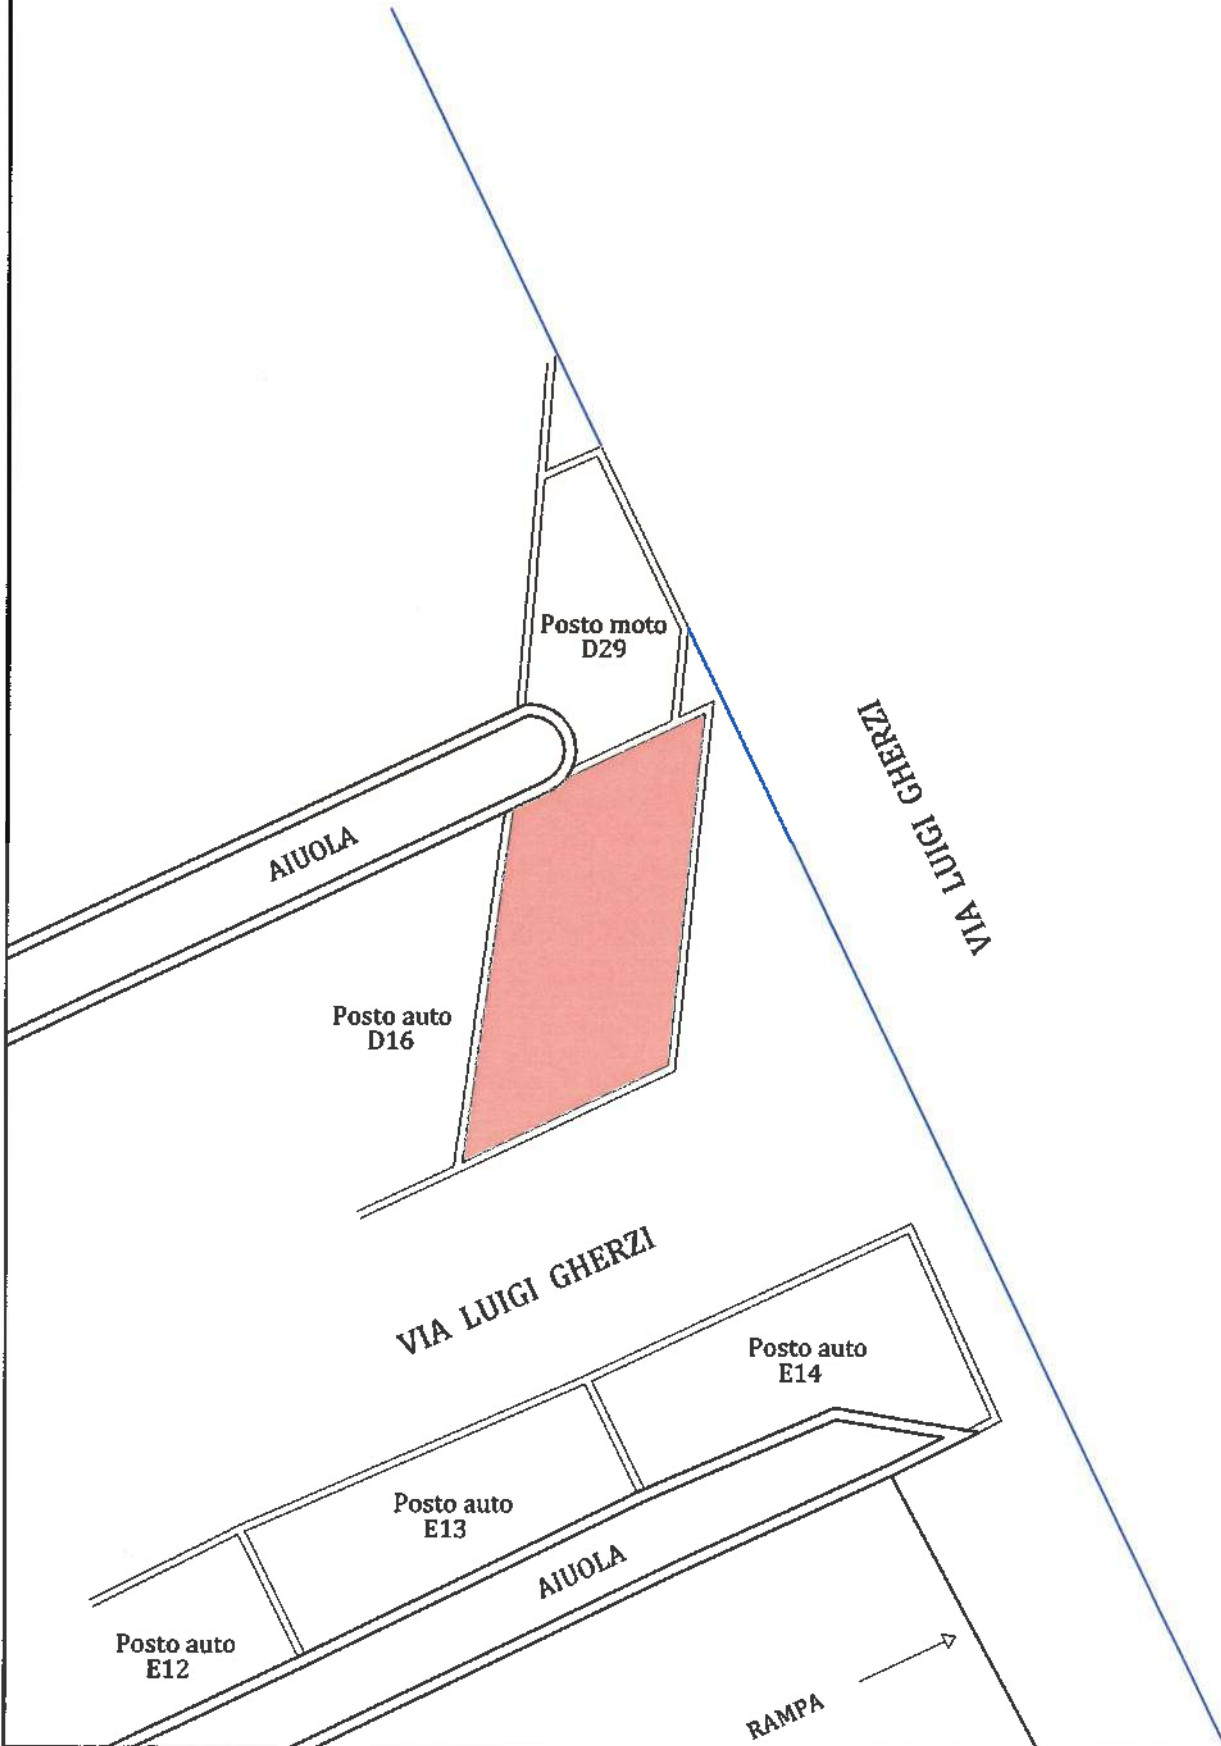 Posto moto
D29
VIA LUIGI GHERZI
AIUOLA
Posto auto
D16
VIA LUIGI GHERZI
Posto auto
E14
Posto auto
E13
AIUOLA
Posto auto
E12
RAMPA